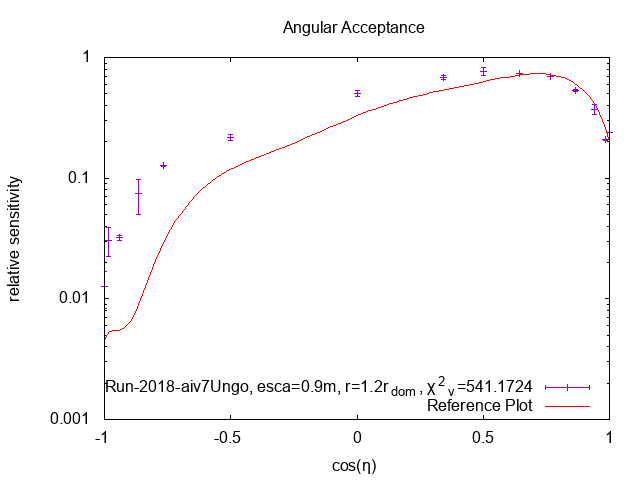 Angular Acceptance
1
0.1
0.01
0.001
relative sensitivity
Run-2018-aiv7Ungo, esca=0.9m, r=1.2r_dom, χ²_ν=541.1724
Reference Plot
-1 -0.5 0 0.5 1
cos(η)